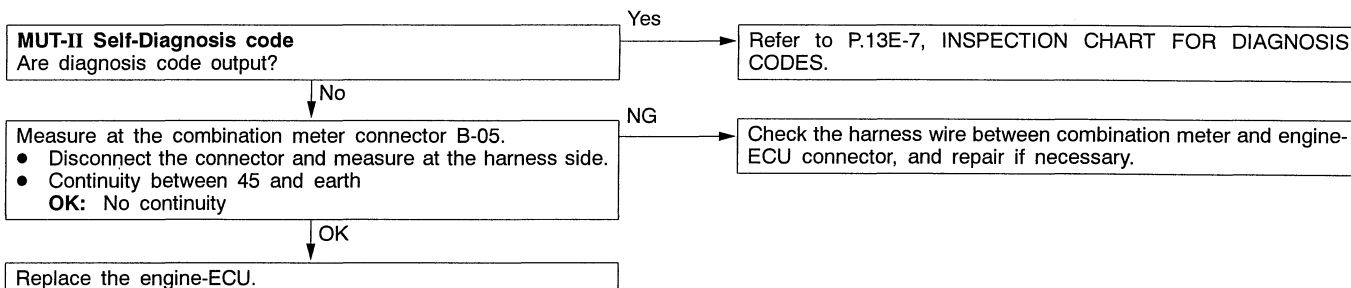 MUT-II Self-Diagnosis code
Are diagnosis code output?
Yes
Refer to P.13E-7, INSPECTION CHART FOR DIAGNOSIS
CODES.
No
Measure at the combination meter connector B-05.
● Disconnect the connector and measure at the harness side.
● Continuity between 45 and earth
OK: No continuity
NG
Check the harness wire between combination meter and engine-
ECU connector, and repair if necessary.
OK
Replace the engine-ECU.